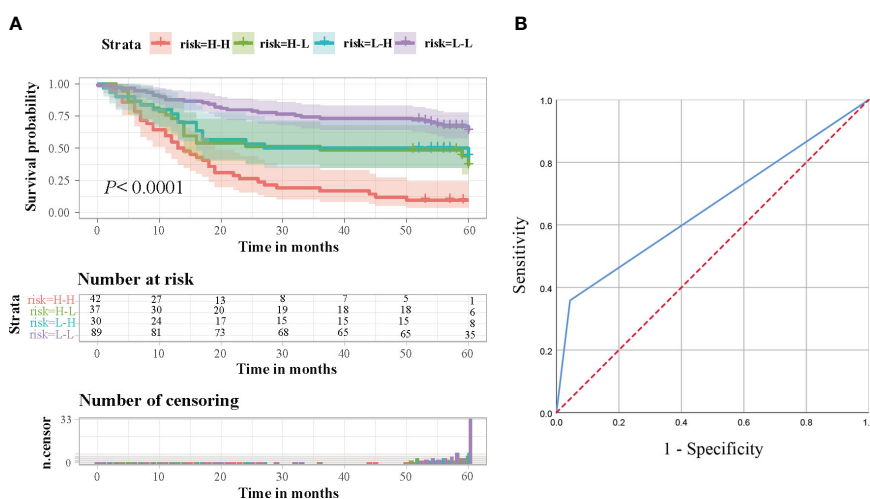 A
Strata risk=H-H risk=H-L risk=L-H risk=L-L
Survival probability
1.00
0.75
0.50
0.25
0.00
P< 0.0001
0 10 20 30 40 50 60
Time in months
Number at risk
Strata
risk=H-H 42 27 13 8 7 5 1
risk=H-L 37 30 20 19 18 18 6
risk=L-H 30 24 17 15 15 15 8
risk=L-L 89 81 73 68 65 65 35
0 10 20 30 40 50 60
Time in months
Number of censoring
n.censor
33
0
0 10 20 30 40 50 60
Time in months
B
Sensitivity
1.0
0.8
0.6
0.4
0.2
0.0
0.0 0.2 0.4 0.6 0.8 1.
1 - Specificity